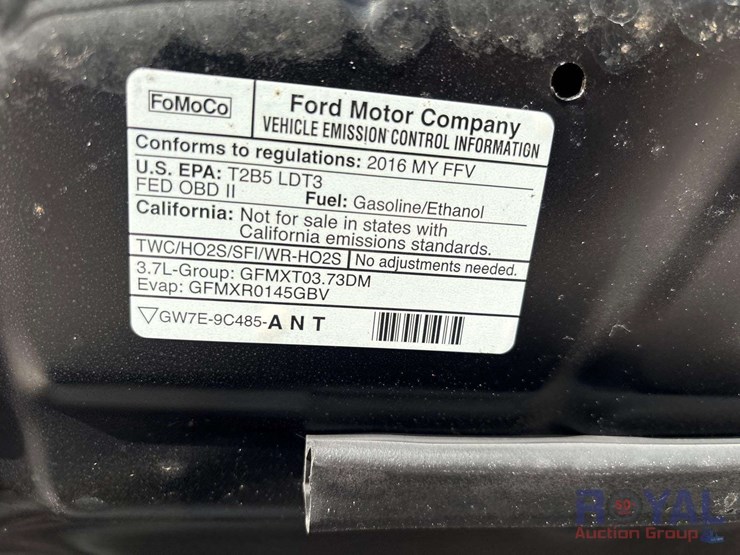 FoMoCo
Ford Motor Company
VEHICLE EMISSION CONTROL INFORMATION
Conforms to regulations: 2016 MY FFV
U.S. EPA: T2B5 LDT3
FED OBD II
Fuel: Gasoline/Ethanol
California: Not for sale in states with
California emissions standards.
TWC/HO2S/SFI/WR-HO2S
No adjustments needed.
3.7L-Group: GFMXT03.73DM
Evap: GFMXR0145GBV
GW7E-9C485-A N T
ROYAL
Auction Group